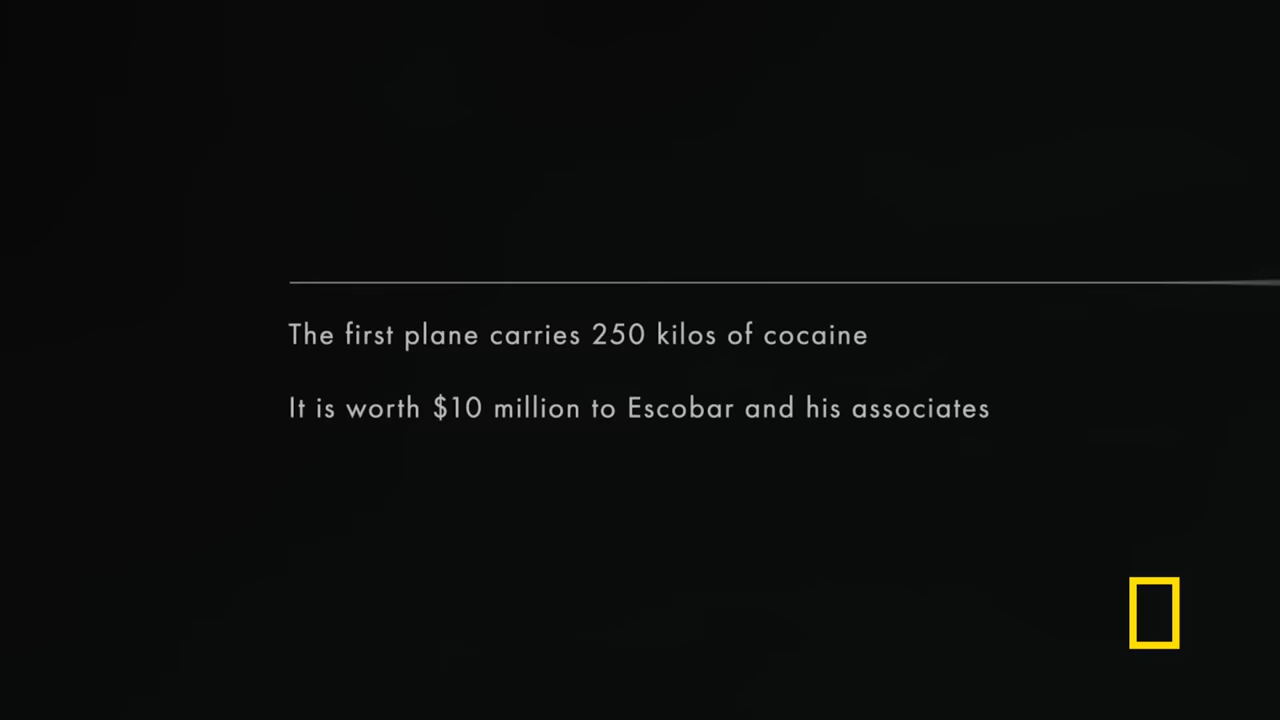 The first plane carries 250 kilos of cocaine
It is worth $10 million to Escobar and his associates